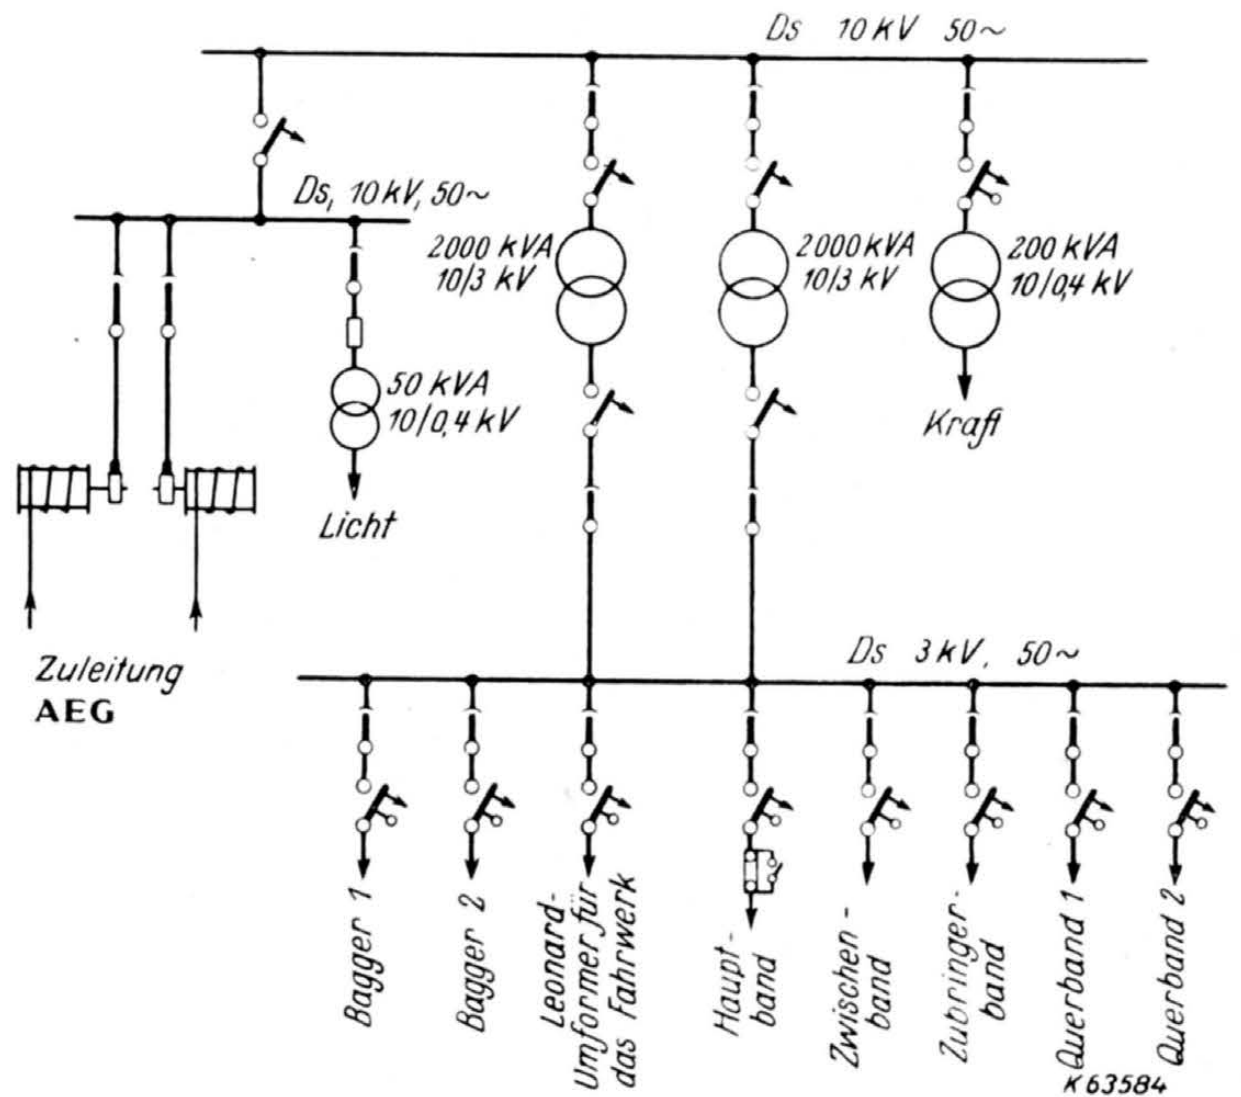 Ds 10 kV 50~
Ds, 10 kV, 50~
2000 kVA
10/3 kV
2000 kVA
10/3 kV
200 kVA
10/0,4 kV
50 kVA
10/0,4 kV
Kraft
Licht
Zuleitung
AEG
Ds 3 kV, 50~
Bagger 1
Bagger 2
Leonard-
Umformer für
das Fahrwerk
Haupt-
band
Zwischen-
band
Zubringer-
band
Querband 1
Querband 2
K 63584